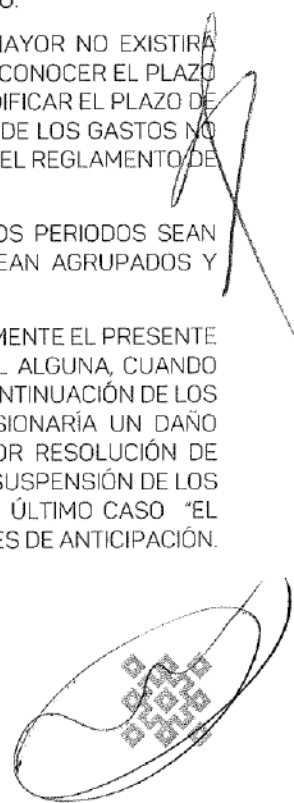 O.
MAYOR NO EXISTIRÁ
CONOCER EL PLAZO
DIFICAR EL PLAZO DE
DE LOS GASTOS NO
EL REGLAMENTO DE
OS PERIODOS SEAN
EAN AGRUPADOS Y
MENTE EL PRESENTE
L ALGUNA, CUANDO
NTINUACIÓN DE LOS
SIONARÍA UN DAÑO
OR RESOLUCIÓN DE
SUSPENSIÓN DE LOS
ÚLTIMO CASO "EL
ES DE ANTICIPACIÓN.